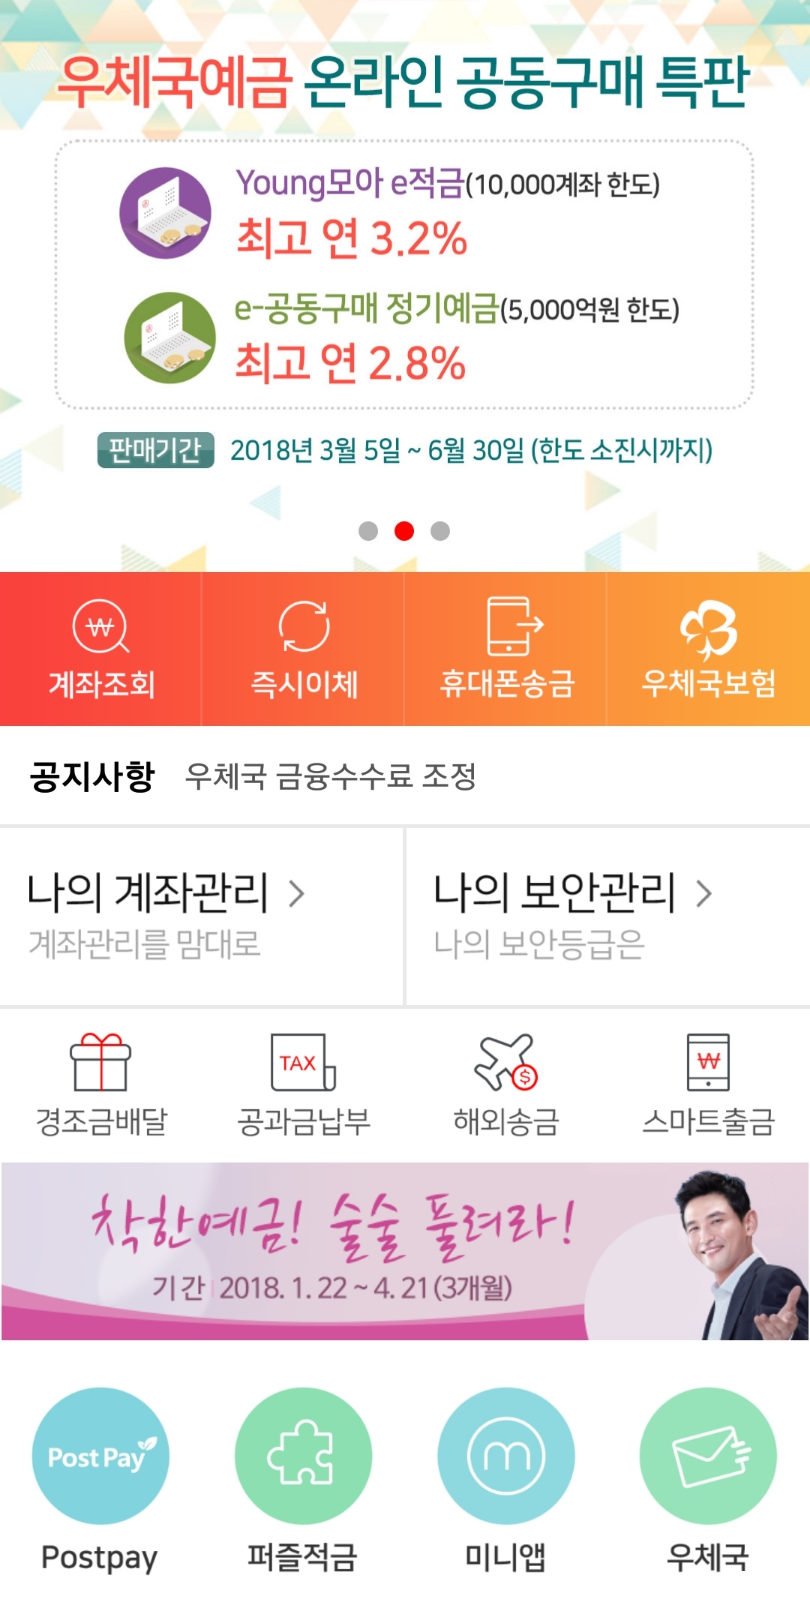 우체국예금 온라인 공동구매 특판
Young모아 e적금(10,000계좌 한도)
최고 연 3.2%
e-공동구매 정기예금(5,000억원 한도)
최고 연 2.8%
판매기간 2018년 3월 5일 ~ 6월 30일 (한도 소진시까지)
계좌조회 즉시이체 휴대폰송금 우체국보험
공지사항 우체국 금융수수료 조정
나의 계좌관리 > 나의 보안관리 >
계좌관리를 맘대로 나의 보안등급은
TAX
경조금배달 공과금납부 해외송금 스마트출금
착한예금! 술술 풀려라!
기간 2018. 1. 22 ~ 4. 21 (3개월)
Post Pay m
Postpay 퍼즐적금 미니앱 우체국